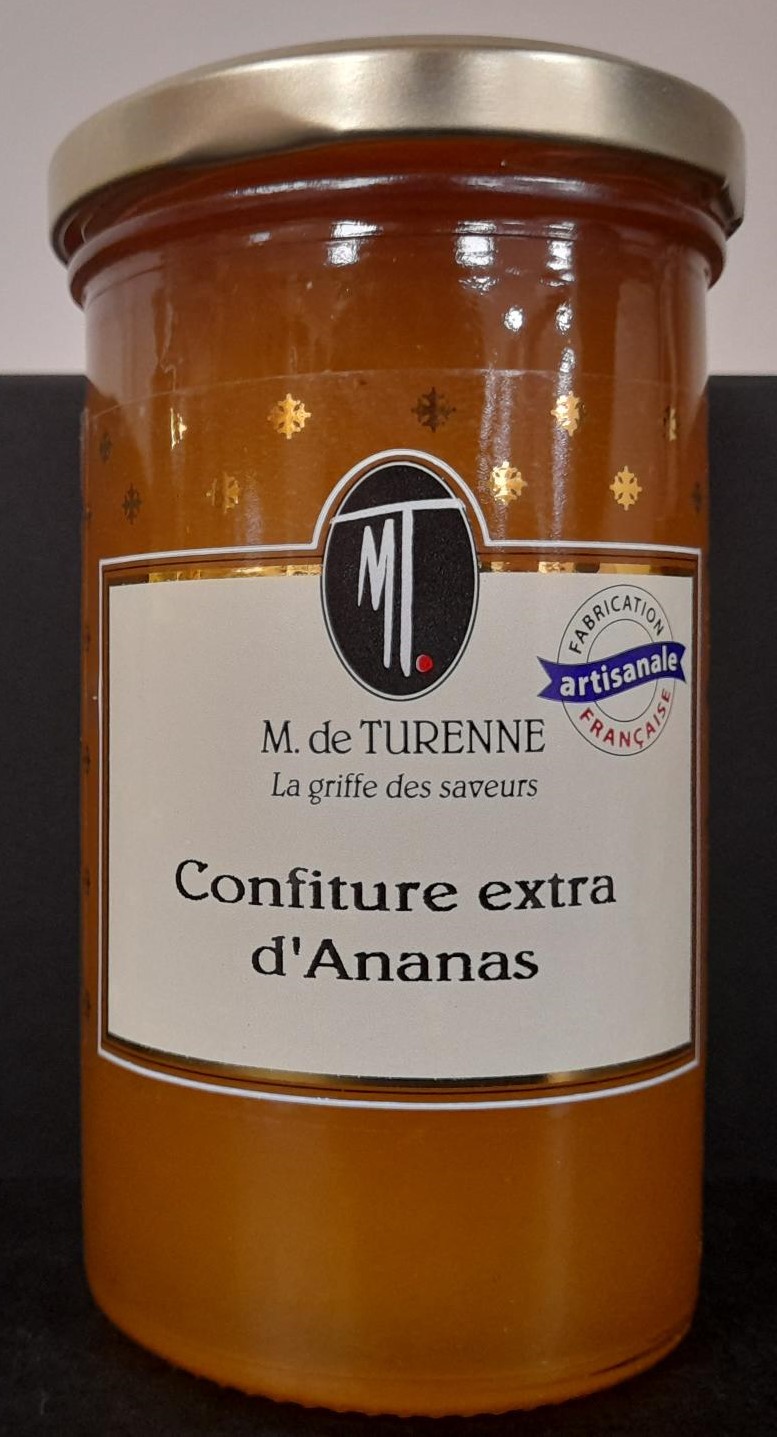 MT.
FABRICATION
artisanale
FRANÇAISE
M. de TURENNE
La griffe des saveurs
Confiture extra
d'Ananas